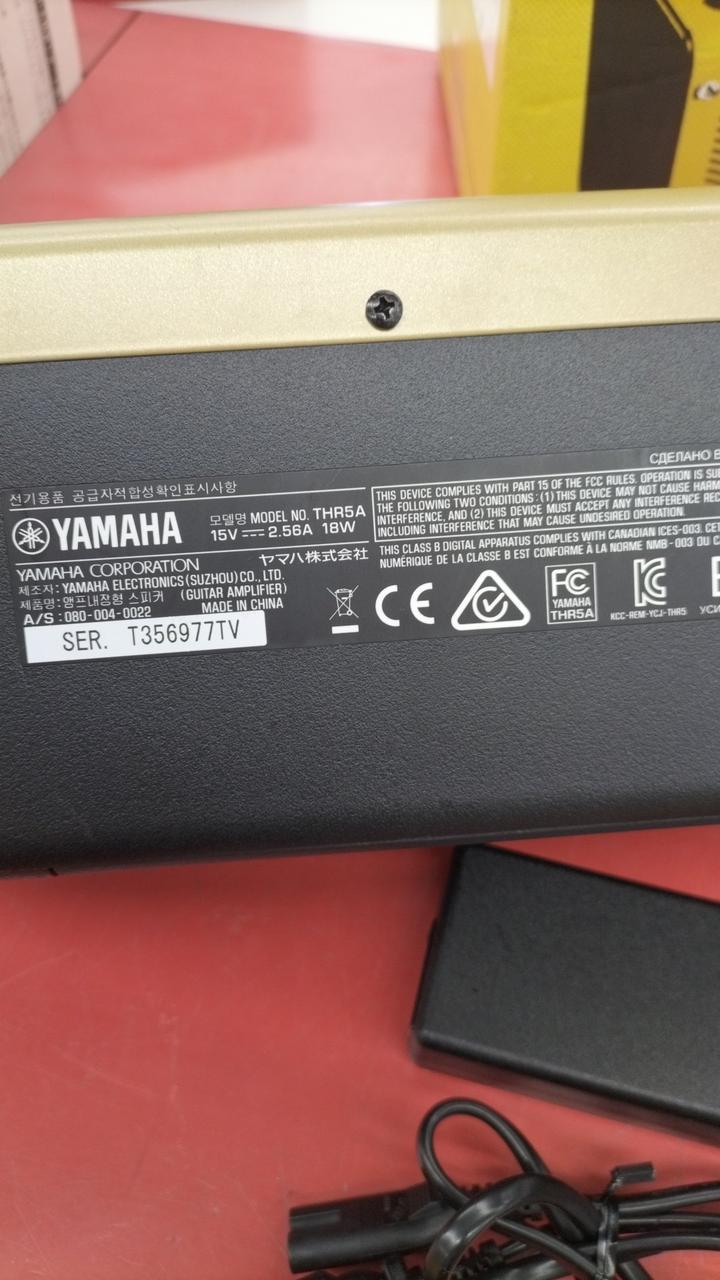 СДЕЛАНО В
전기용품 공급자적합성확인표시사항
YAMAHA
모델명 MODEL NO. THR5A
15V 2.56A 18W
YAMAHA CORPORATION ヤマハ株式会社
제조자: YAMAHA ELECTRONICS(SUZHOU)CO., LTD.
제품명: 앰프내장형 스피커 (GUITAR AMPLIFIER)
A/S : 080-004-0022 MADE IN CHINA
SER. T356977TV
THIS DEVICE COMPLIES WITH PART 15 OF THE FCC RULES. OPERATION IS
THE FOLLOWING TWO CONDITIONS : (1) THIS DEVICE MAY NOT CAUSE
INTERFERENCE, AND (2) THIS DEVICE MUST ACCEPT ANY INTERFERENCE
INCLUDING INTERFERENCE THAT MAY CAUSE UNDESIRED OPERATION.
THIS CLASS B DIGITAL APPARATUS COMPLIES WITH CANADIAN ICES-003.
NUMÉRIQUE DE LA CLASSE B EST CONFORME À LA NORME NMB-003 DU
CE
FC
YAMAHA
THR5A
KCC-REM-YCJ-THR5